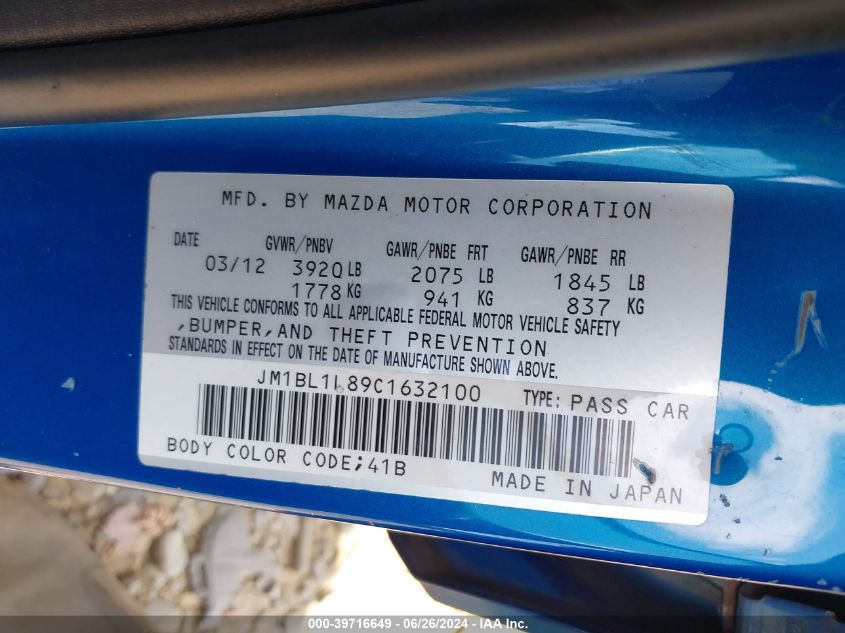 MFD. BY MAZDA MOTOR CORPORATION
DATE GVWR/PNBV GAWR/PNBE FRT GAWR/PNBE RR
03/12 3920 LB 2075 LB 1845 LB
1778 KG 941 KG 837 KG
THIS VEHICLE CONFORMS TO ALL APPLICABLE FEDERAL MOTOR VEHICLE SAFETY
,BUMPER,AND THEFT PREVENTION
STANDARDS IN EFFECT ON THE DATE OF MANUFACTURE SHOWN ABOVE.
JM1BL1L89C1632100 TYPE: PASS CAR
BODY COLOR CODE;41B
MADE IN JAPAN
000-39716649 - 06/26/2024 - IAA Inc.